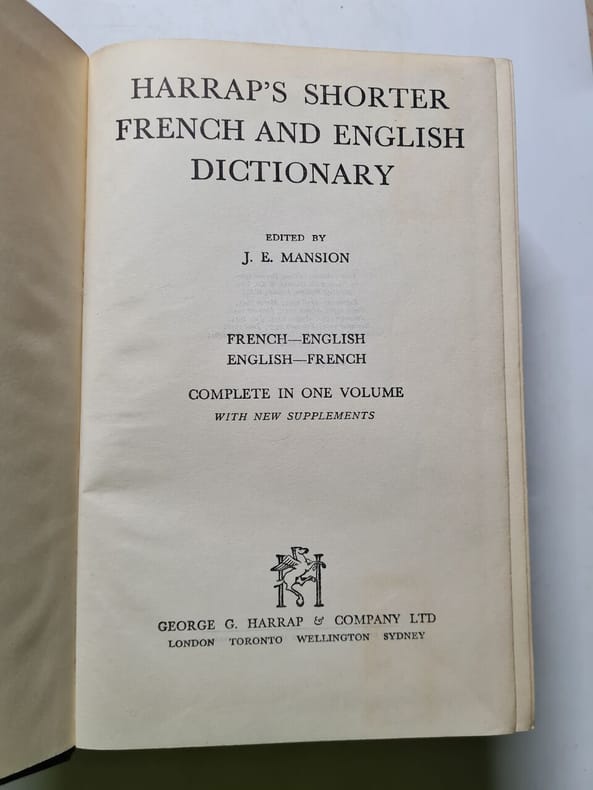 HARRAP'S SHORTER
FRENCH AND ENGLISH
DICTIONARY
EDITED BY
J. E. MANSION
FRENCH—ENGLISH
ENGLISH—FRENCH
COMPLETE IN ONE VOLUME
WITH NEW SUPPLEMENTS
GEORGE G. HARRAP & COMPANY LTD
LONDON TORONTO WELLINGTON SYDNEY